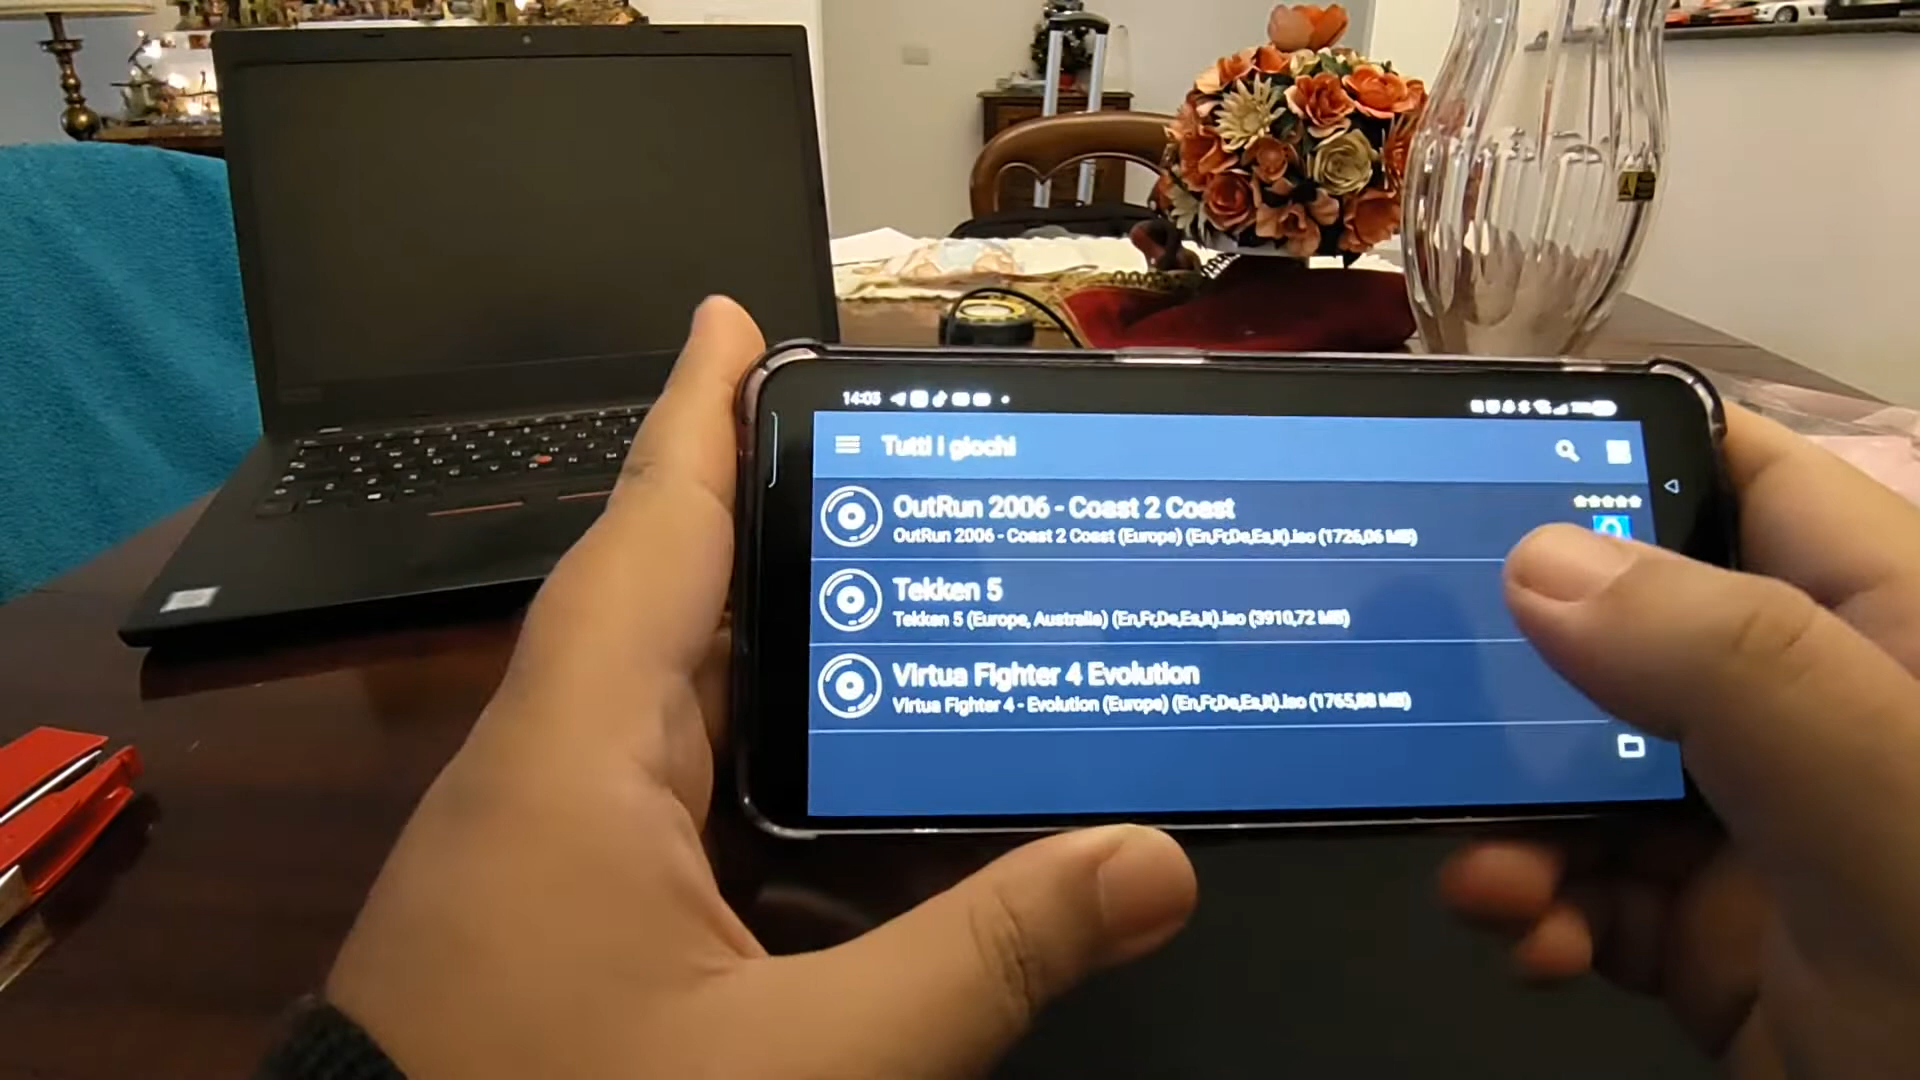 14:03
Tutti i giochi
OutRun 2006 - Coast 2 Coast
OutRun 2006 - Coast 2 Coast (Europe) (En,Fr,De,Es,It).iso (1726,06 MB)
Tekken 5
Tekken 5 (Europe, Australia) (En,Fr,De,Es,It).iso (3910,72 MB)
Virtua Fighter 4 Evolution
Virtua Fighter 4 - Evolution (Europe) (En,Fr,De,Es,It).iso (1765,88 MB)